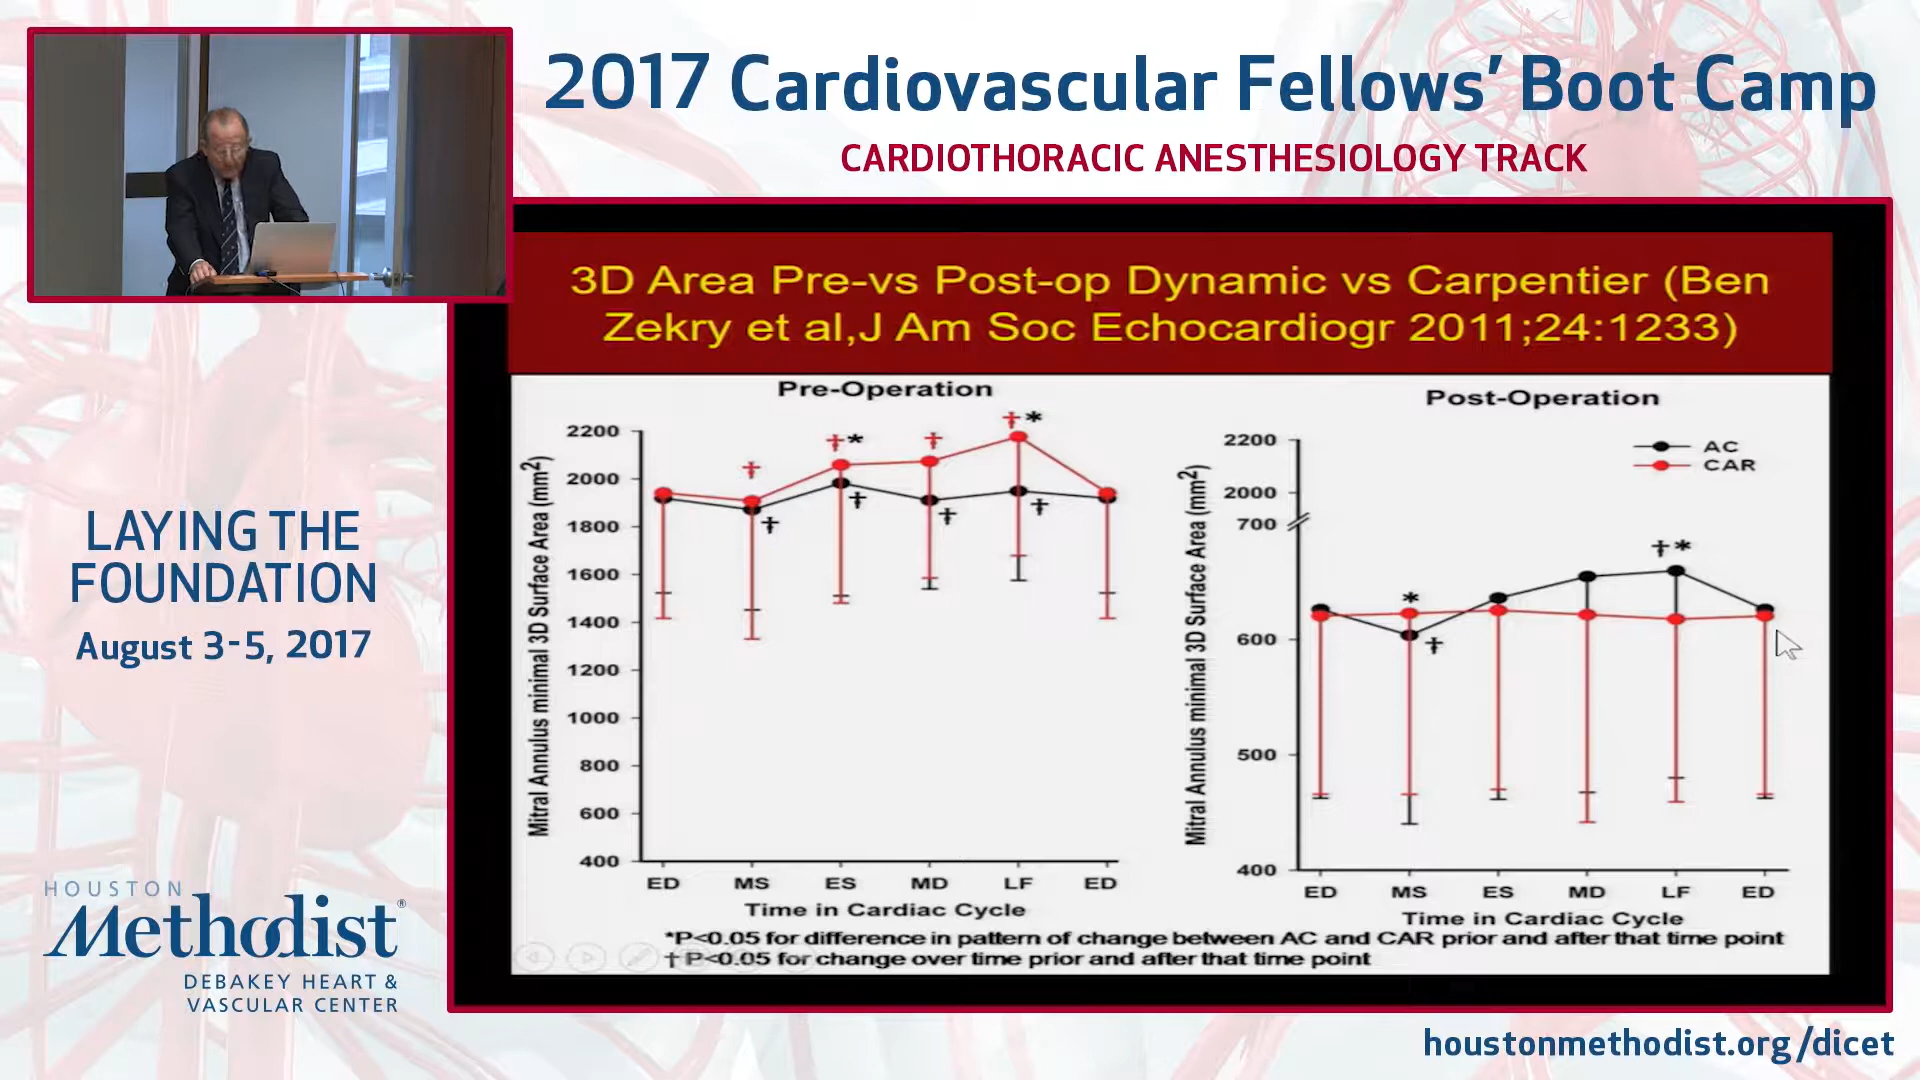 2017 Cardiovascular Fellows’ Boot Camp
CARDIOTHORACIC ANESTHESIOLOGY TRACK
3D Area Pre-vs Post-op Dynamic vs Carpentier (Ben
Zekry et al,J Am Soc Echocardiogr 2011;24:1233)
Pre-Operation
Mitral Annulus minimal 3D Surface Area (mm²)
2200
2000
1800
1600
1400
1200
1000
800
600
400
†*
†
†*
†
†
†
†
†
ED MS ES MD LF ED
Time in Cardiac Cycle
Post-Operation
Mitral Annulus minimal 3D Surface Area (mm²)
2200
2000
700
600
500
400
AC
CAR
†*
*
†
ED MS ES MD LF ED
Time in Cardiac Cycle
*P<0.05 for difference in pattern of change between AC and CAR prior and after that time point
†P<0.05 for change over time prior and after that time point
LAYING THE
FOUNDATION
August 3-5, 2017
HOUSTON
Methodist®
DEBAKEY HEART &
VASCULAR CENTER
houstonmethodist.org/dicet